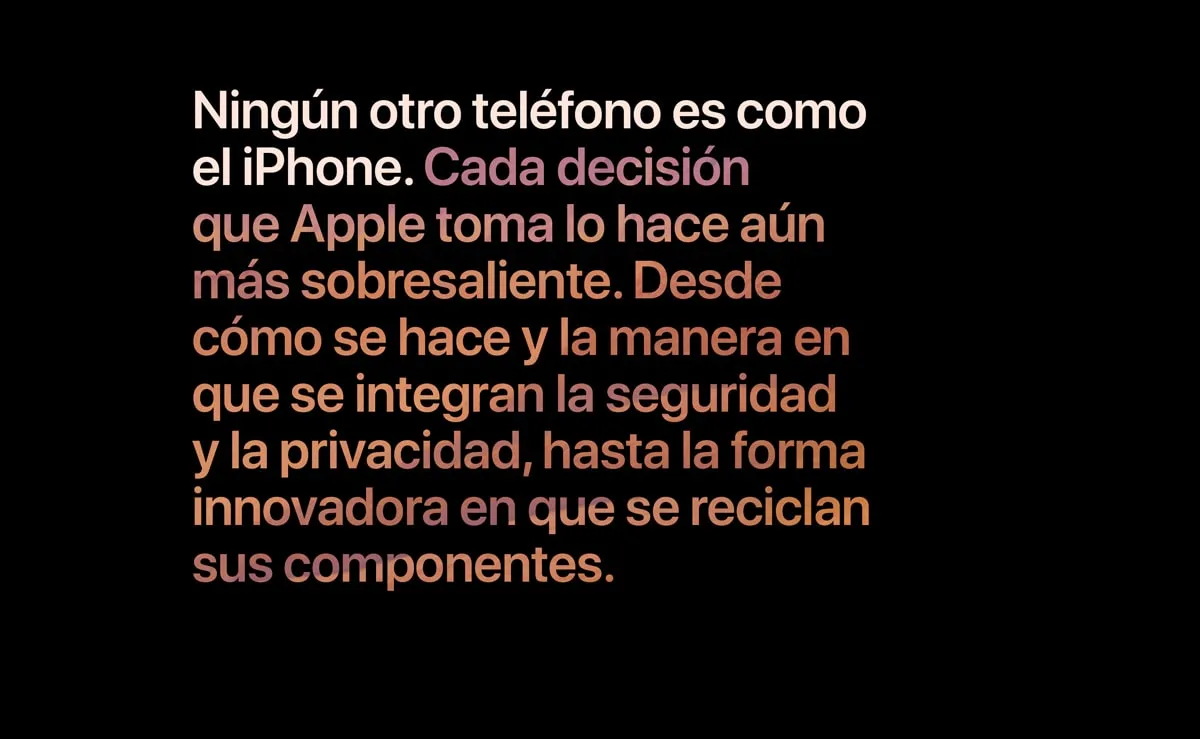 Ningún otro teléfono es como
el iPhone. Cada decisión
que Apple toma lo hace aún
más sobresaliente. Desde
cómo se hace y la manera en
que se integran la seguridad
y la privacidad, hasta la forma
innovadora en que se reciclan
sus componentes.